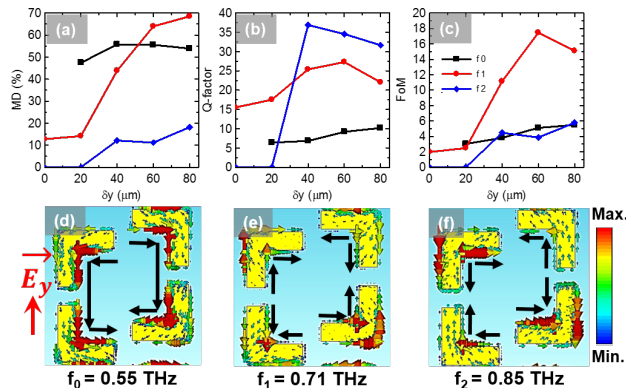 (a)
MD (%)
70
60
50
40
30
20
10
0
0 20 40 60 80
δy (μm)
(b)
Q-factor
40
35
30
25
20
15
10
5
0
0 20 40 60 80
δy (μm)
(c)
FoM
20
18
16
14
12
10
8
6
4
2
0
f0
f1
f2
0 20 40 60 80
δy (μm)
(d)
(e)
(f)
Max.
Min.
E_y
f₀ = 0.55 THz
f₁ = 0.71 THz
f₂ = 0.85 THz